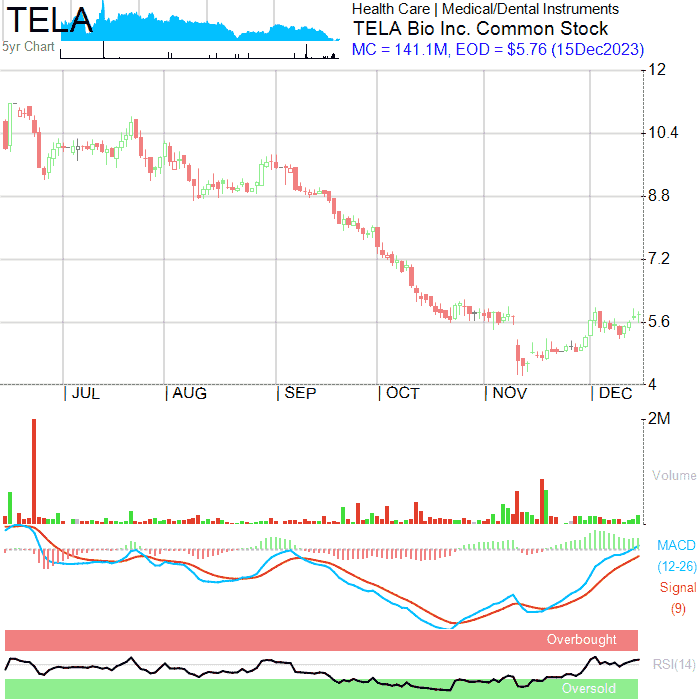 TELA
5yr Chart
Health Care | Medical/Dental Instruments
TELA Bio Inc. Common Stock
MC = 141.1M, EOD = $5.76 (15Dec2023)
12
10.4
8.8
7.2
5.6
4
JUL AUG SEP OCT NOV DEC
2M
Volume
MACD
(12-26)
Signal
(9)
Overbought
RSI(14)
Oversold